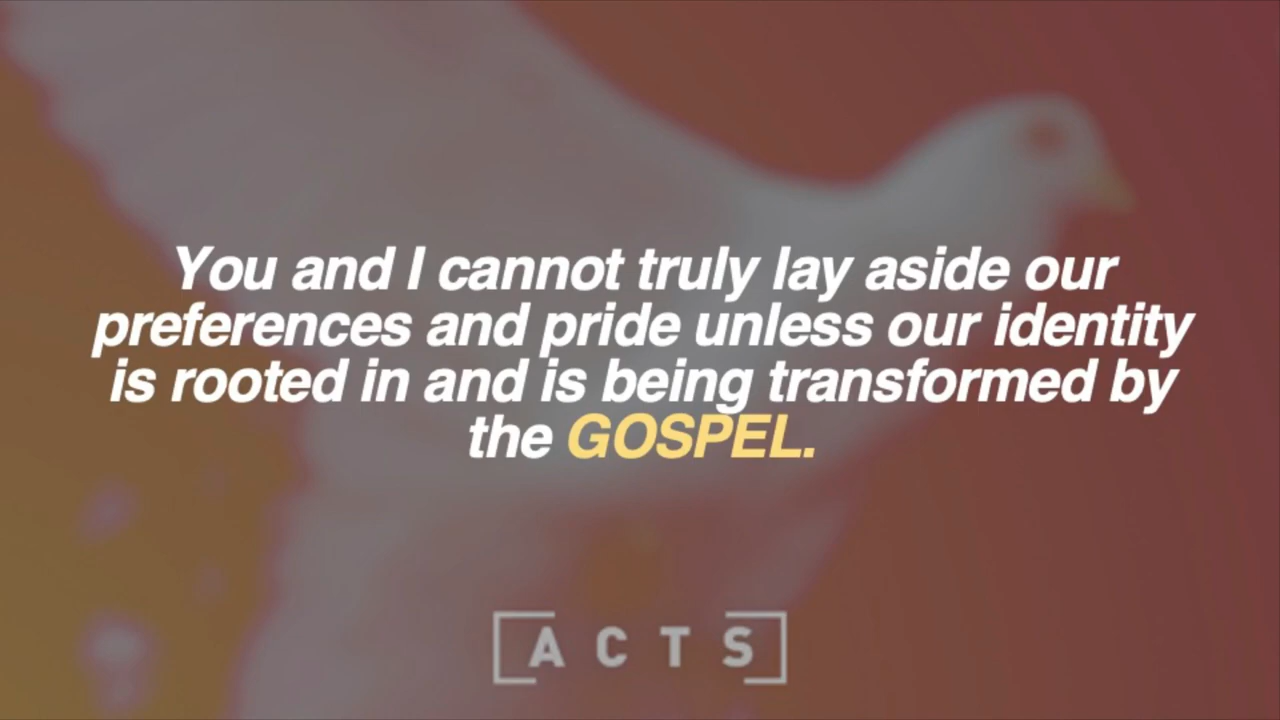 You and I cannot truly lay aside our
preferences and pride unless our identity
is rooted in and is being transformed by
the GOSPEL.
[ACTS]